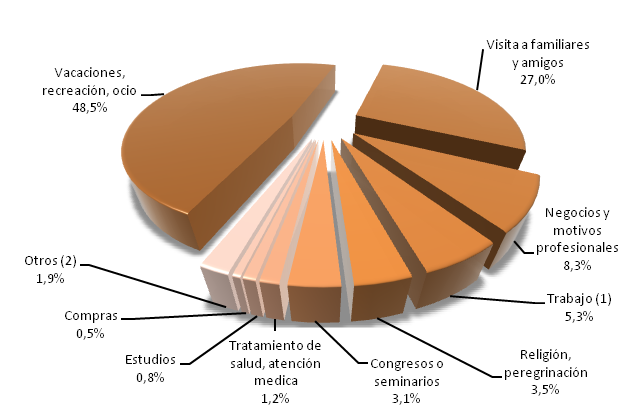 Visita a familiares
y amigos
27,0%
Vacaciones,
recreación, ocio
48,5%
Negocios y
motivos
profesionales
8,3%
Trabajo (1)
5,3%
Religión,
peregrinación
3,5%
Congresos o
seminarios
3,1%
Tratamiento de
salud, atención
medica
1,2%
Estudios
0,8%
Compras
0,5%
Otros (2)
1,9%